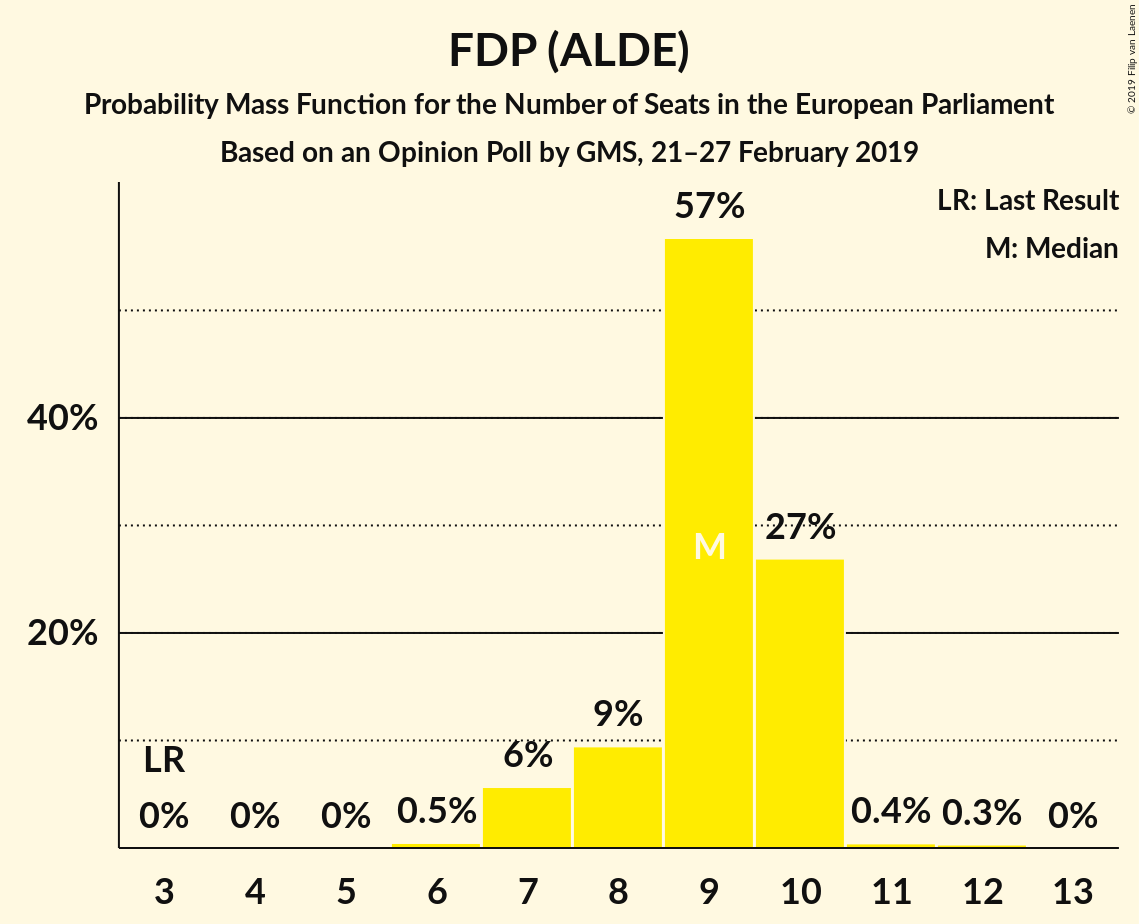 FDP (ALDE)
Probability Mass Function for the Number of Seats in the European Parliament
Based on an Opinion Poll by GMS, 21–27 February 2019
© 2019 Filip van Laenen
LR: Last Result
M: Median
40%
20%
LR
0%
0%
0%
0.5%
6%
9%
57%
M
27%
0.4%
0.3%
0%
3 4 5 6 7 8 9 10 11 12 13